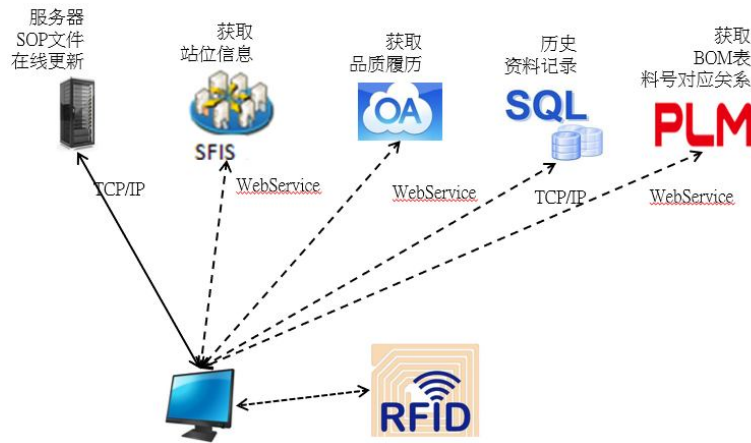 服务器
SOP文件
在线更新
获取
站位信息
获取
品质履历
历史
资料记录
获取
BOM表
料号对应关系
SFIS
OA
SQL
PLM
TCP/IP
WebService
WebService
TCP/IP
WebService
RFID